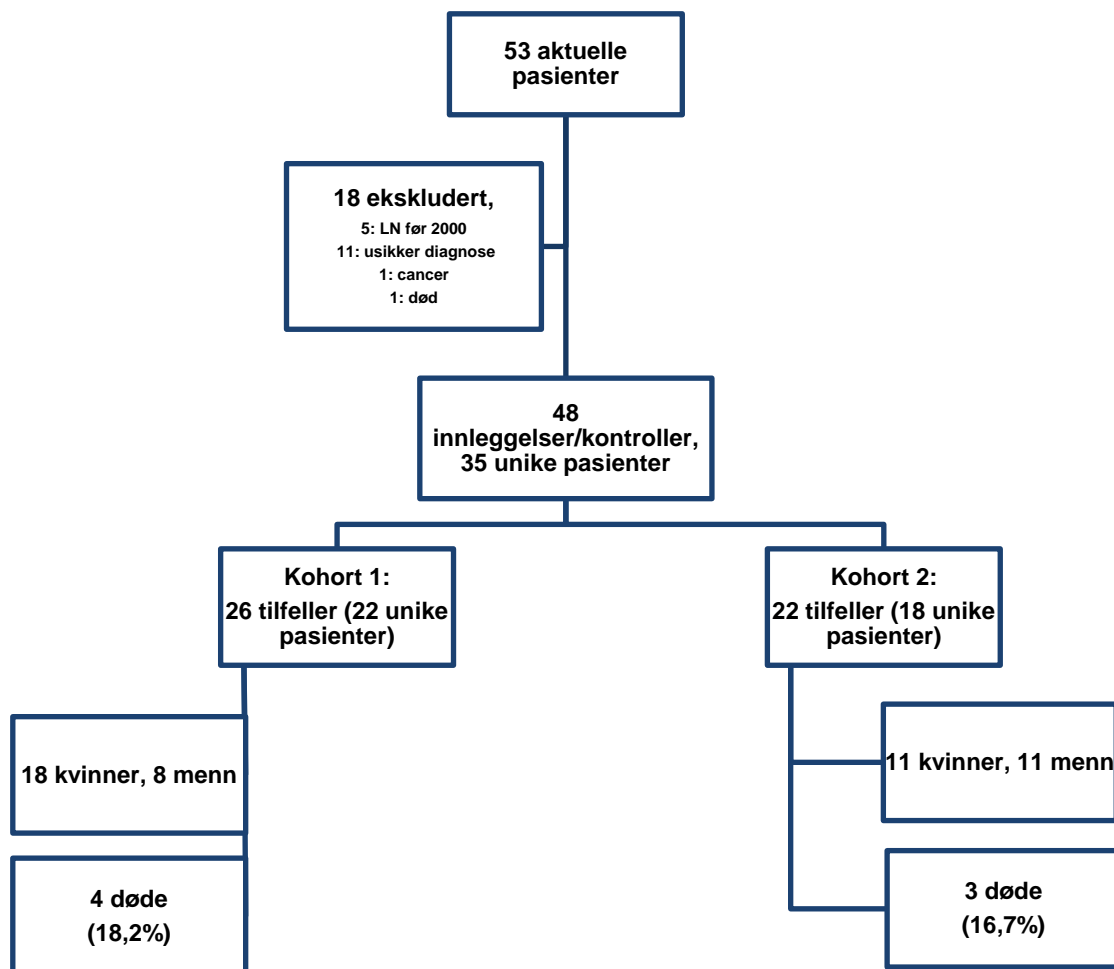 53 aktuelle
pasienter
18 ekskludert,
5: LN før 2000
11: usikker diagnose
1: cancer
1: død
48
innleggelser/kontroller,
35 unike pasienter
Kohort 1:
26 tilfeller (22 unike
pasienter)
Kohort 2:
22 tilfeller (18 unike
pasienter)
18 kvinner, 8 menn
11 kvinner, 11 menn
4 døde
(18,2%)
3 døde
(16,7%)